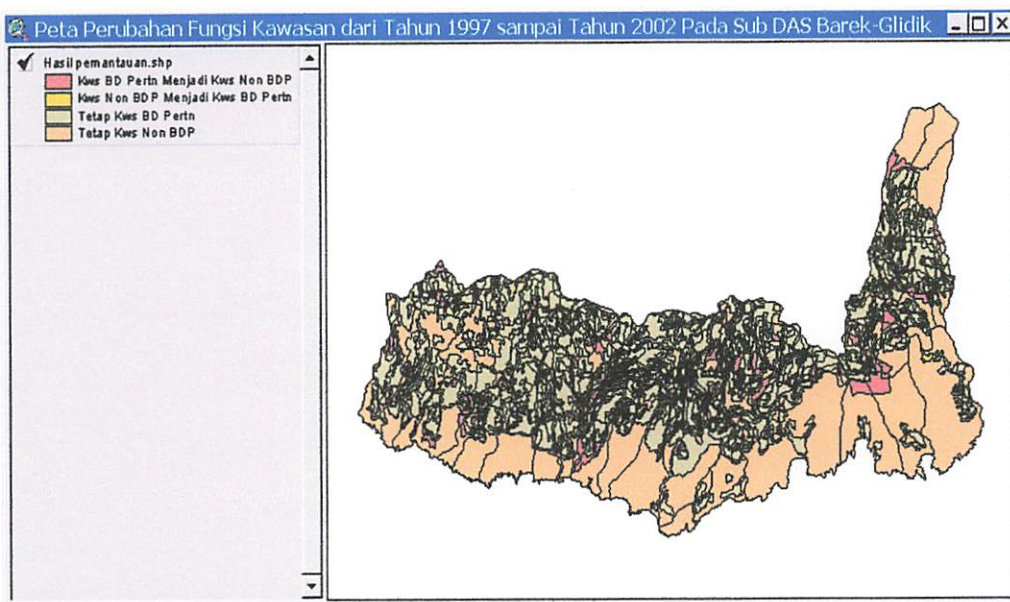 Peta Perubahan Fungsi Kawasan dari Tahun 1997 sampai Tahun 2002 Pada Sub DAS Barek-Glidik
Hasil pemantauan.shp
Kws BD Pertn Menjadi Kws Non BDP
Kws Non BDP Menjadi Kws BD Pertn
Tetap Kws BD Pertn
Tetap Kws Non BDP